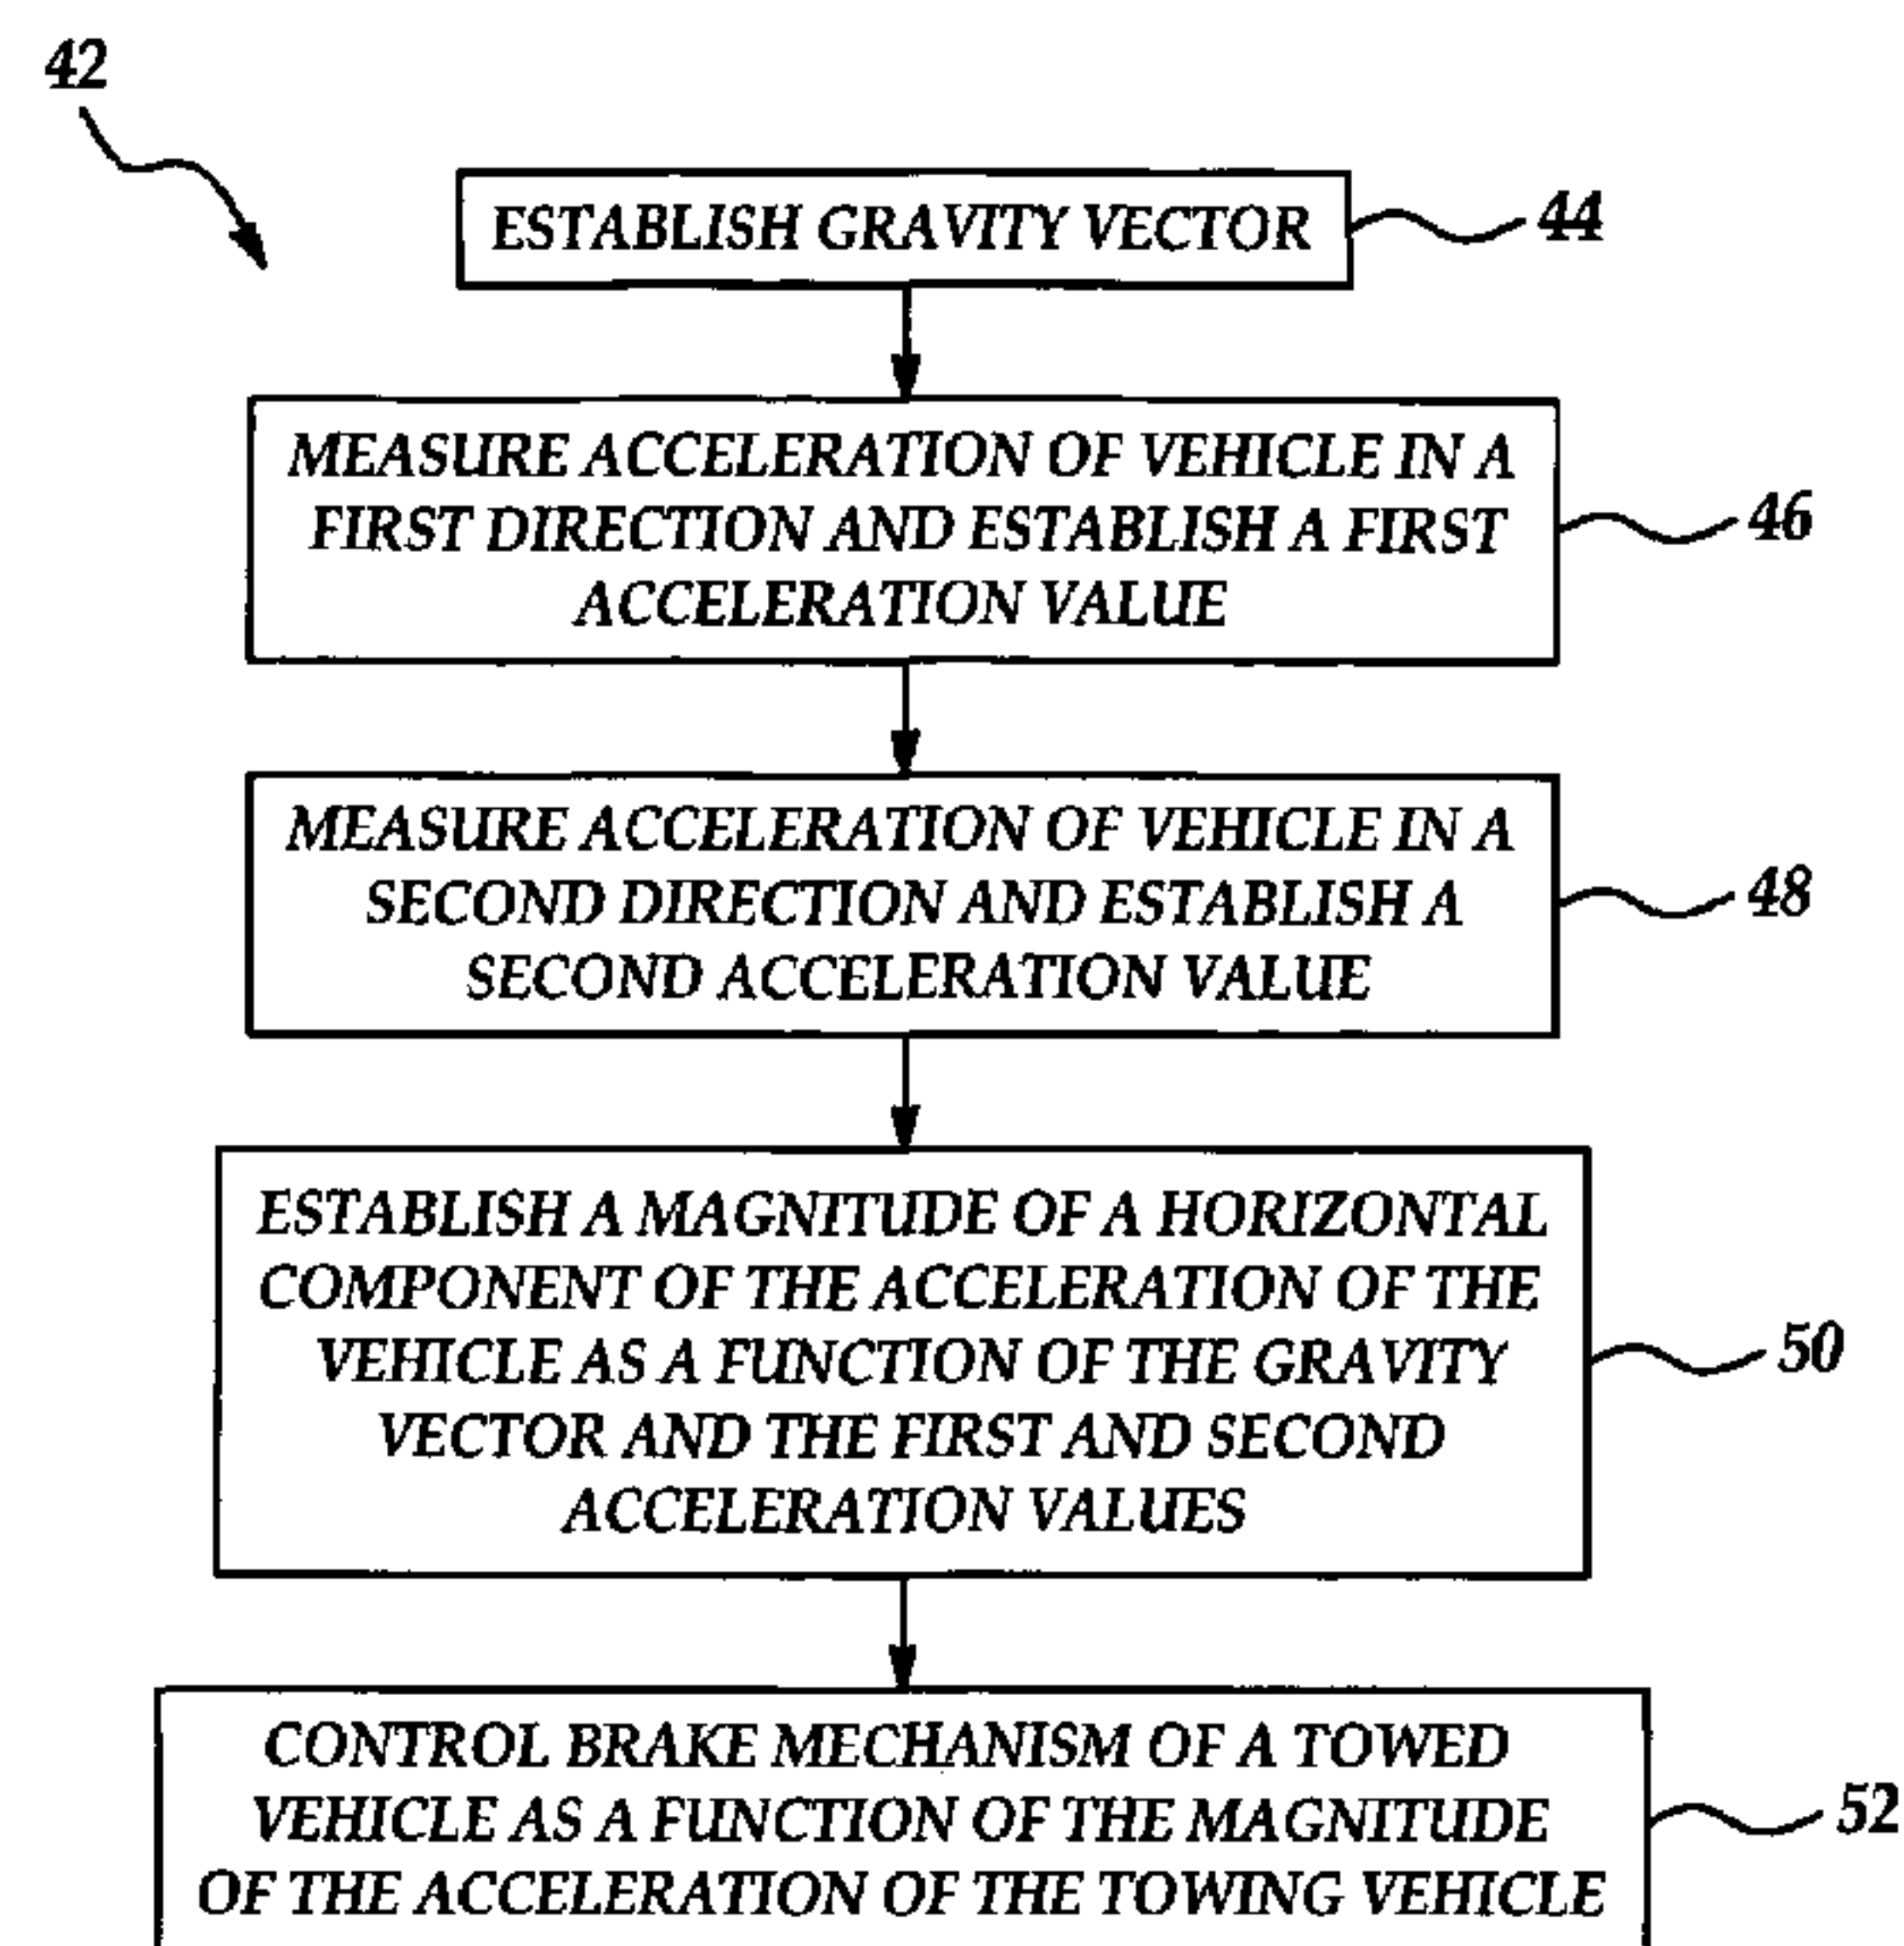 42
ESTABLISH GRAVITY VECTOR
44
MEASURE ACCELERATION OF VEHICLE IN A
FIRST DIRECTION AND ESTABLISH A FIRST
ACCELERATION VALUE
46
MEASURE ACCELERATION OF VEHICLE IN A
SECOND DIRECTION AND ESTABLISH A
SECOND ACCELERATION VALUE
48
ESTABLISH A MAGNITUDE OF A HORIZONTAL
COMPONENT OF THE ACCELERATION OF THE
VEHICLE AS A FUNCTION OF THE GRAVITY
VECTOR AND THE FIRST AND SECOND
ACCELERATION VALUES
50
CONTROL BRAKE MECHANISM OF A TOWED
VEHICLE AS A FUNCTION OF THE MAGNITUDE
OF THE ACCELERATION OF THE TOWING VEHICLE
52